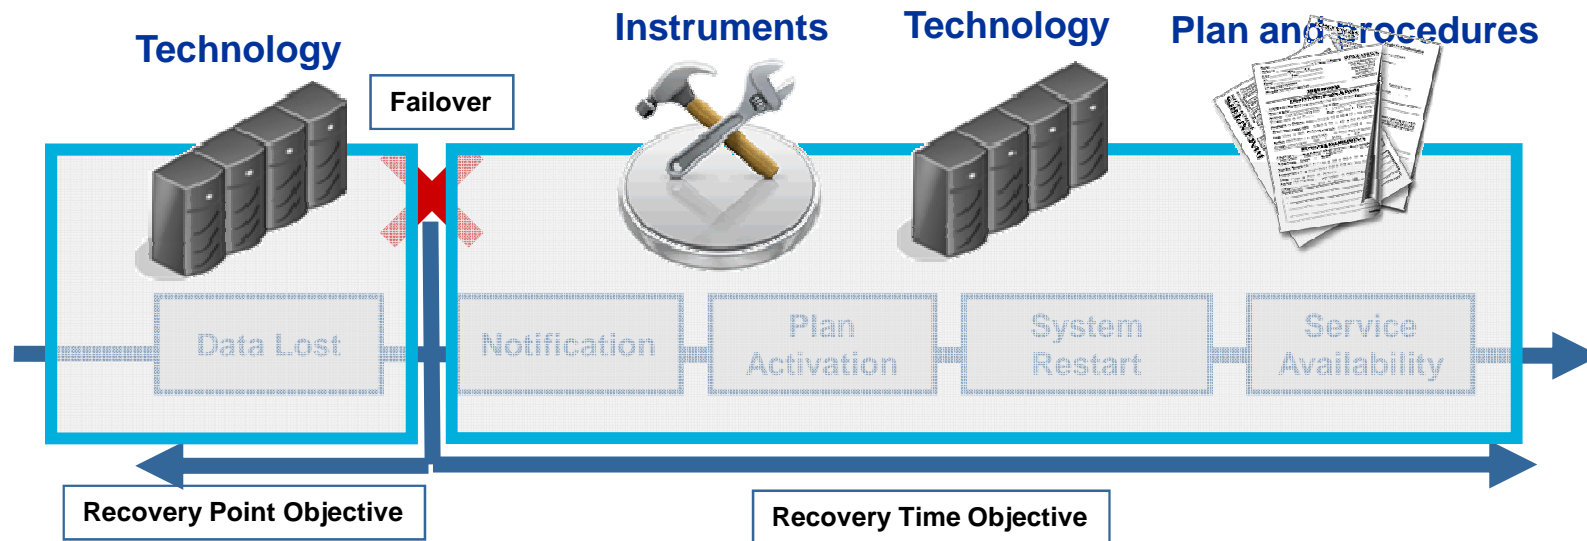 Technology
Failover
Instruments
Technology
Plan and procedures
Data Lost
Notification
Plan
Activation
System
Restart
Service
Availability
Recovery Point Objective
Recovery Time Objective